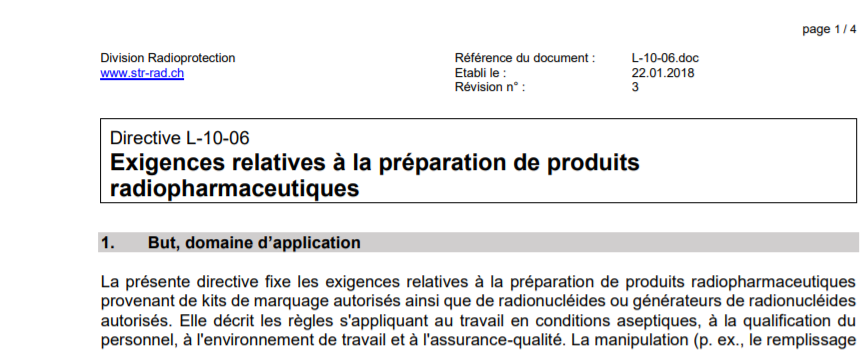 page 1 / 4
Division Radioprotection
www.str-rad.ch
Référence du document : L-10-06.doc
Etabli le : 22.01.2018
Révision n° : 3
Directive L-10-06
Exigences relatives à la préparation de produits
radiopharmaceutiques
1. But, domaine d’application
La présente directive fixe les exigences relatives à la préparation de produits radiopharmaceutiques
provenant de kits de marquage autorisés ainsi que de radionucléides ou générateurs de radionucléides
autorisés. Elle décrit les règles s'appliquant au travail en conditions aseptiques, à la qualification du
personnel, à l'environnement de travail et à l'assurance-qualité. La manipulation (p. ex., le remplissage